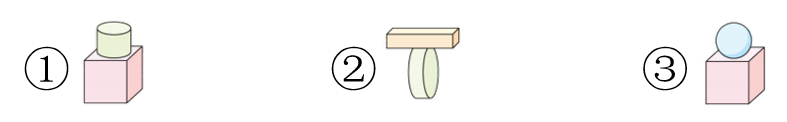 ① ② ③